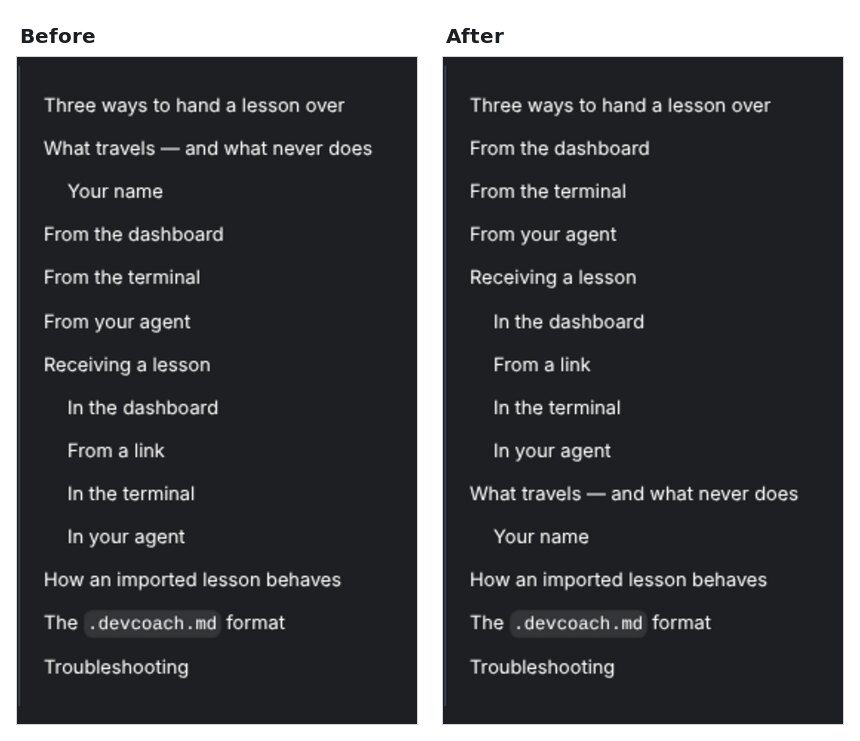 Before
Three ways to hand a lesson over
What travels — and what never does
Your name
From the dashboard
From the terminal
From your agent
Receiving a lesson
In the dashboard
From a link
In the terminal
In your agent
How an imported lesson behaves
The .devcoach.md format
Troubleshooting
After
Three ways to hand a lesson over
From the dashboard
From the terminal
From your agent
Receiving a lesson
In the dashboard
From a link
In the terminal
In your agent
What travels — and what never does
Your name
How an imported lesson behaves
The .devcoach.md format
Troubleshooting